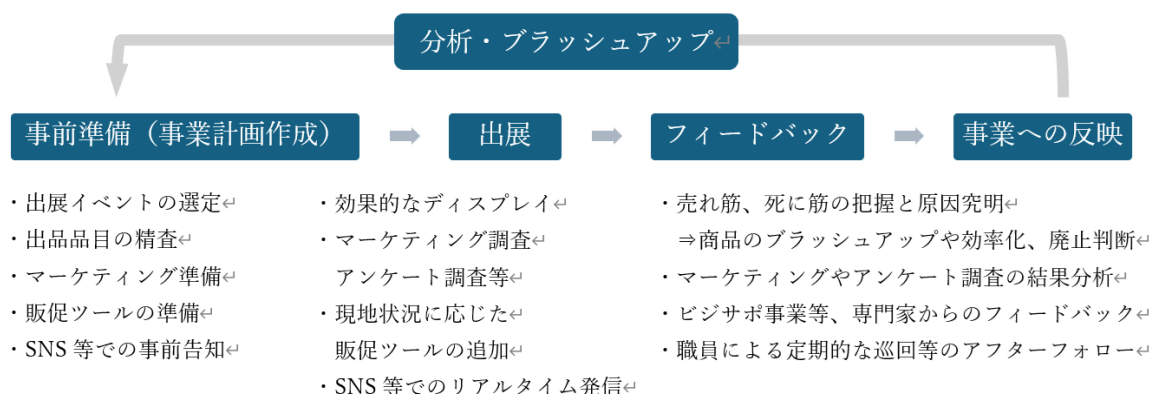 分析・ブラッシュアップ↵
事前準備（事業計画作成）
出展
フィードバック
事業への反映
・出展イベントの選定↵
・出品品目の精査↵
・マーケティング準備↵
・販促ツールの準備↵
・SNS 等での事前告知↵
・効果的なディスプレイ↵
・マーケティング調査↵
アンケート調査等↵
・現地状況に応じた↵
販促ツールの追加↵
・SNS 等でのリアルタイム発信↵
・売れ筋、死に筋の把握と原因究明↵
⇒商品のブラッシュアップや効率化、廃止判断↵
・マーケティングやアンケート調査の結果分析↵
・ビジサポ事業等、専門家からのフィードバック↵
・職員による定期的な巡回等のアフターフォロー↵